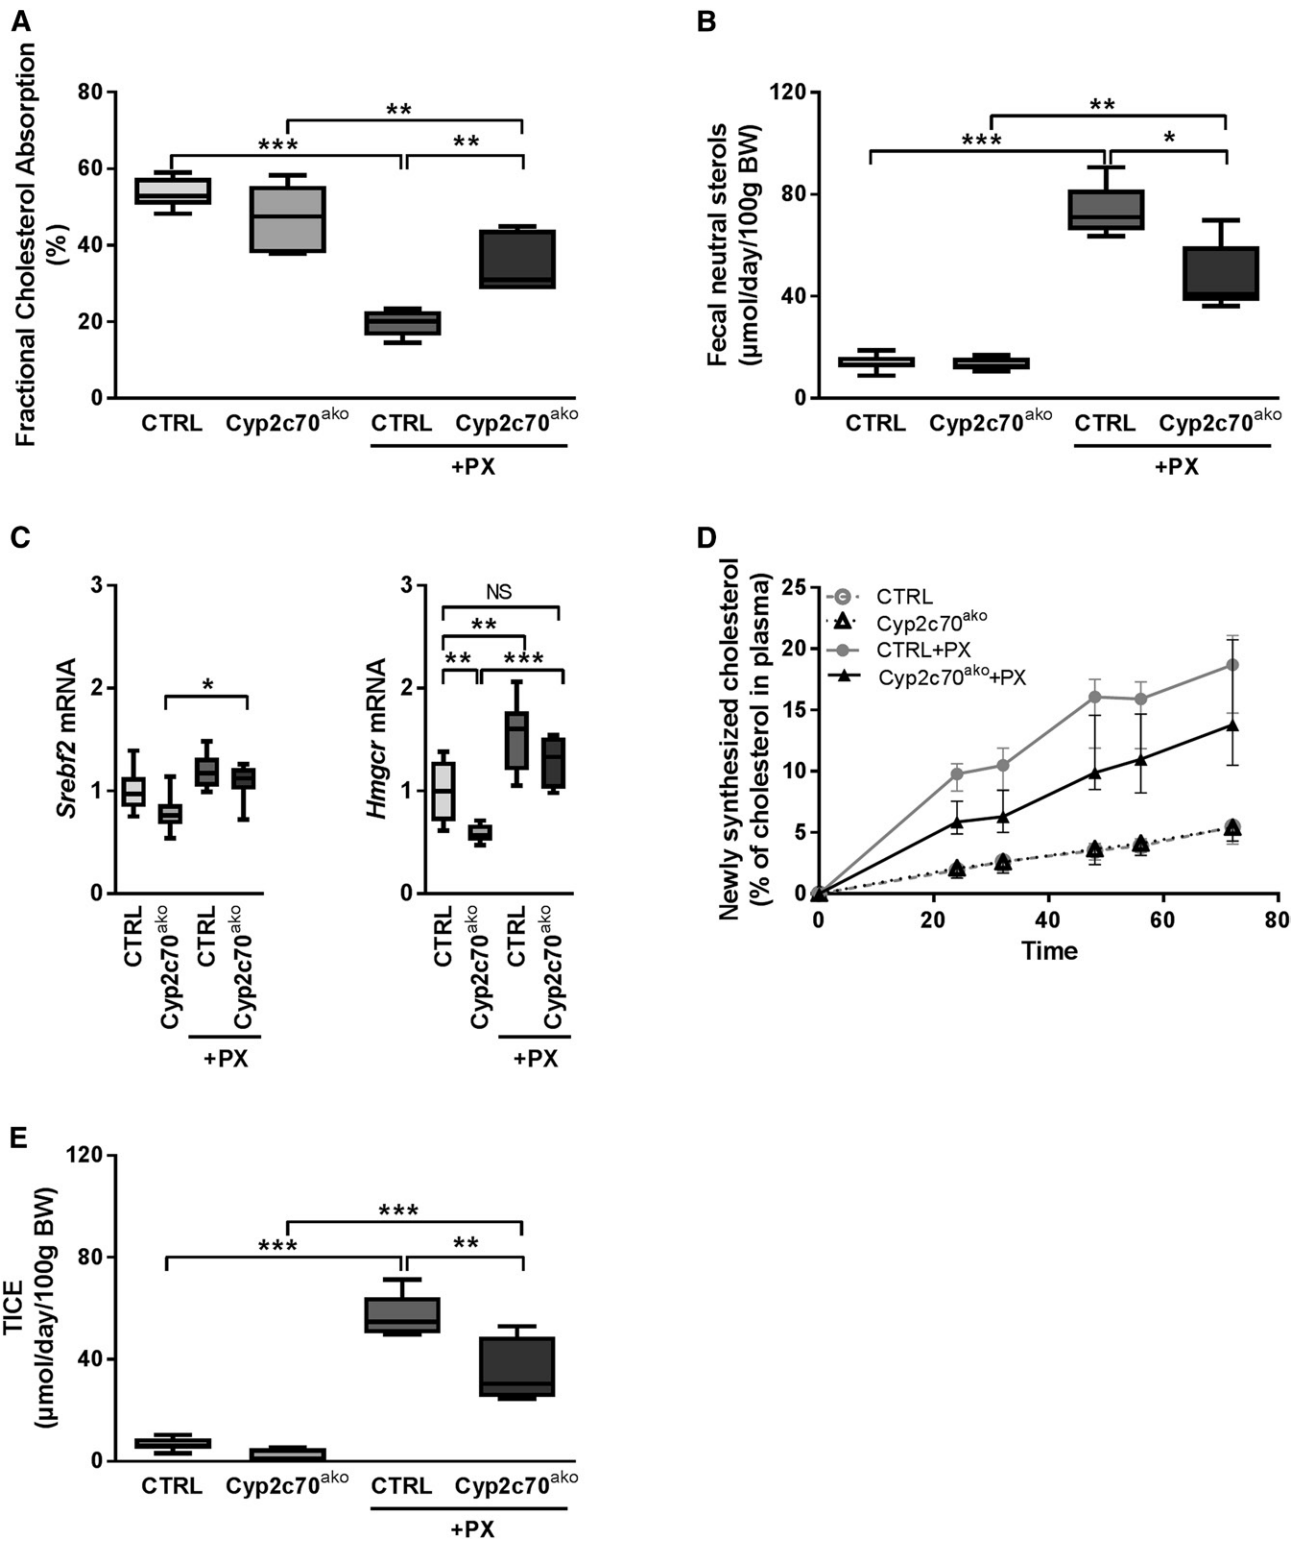 A
Fractional Cholesterol Absorption
(%)
80
60
40
20
0
**
***
**
CTRL Cyp2c70ako CTRL Cyp2c70ako
+PX
B
Fecal neutral sterols
(µmol/day/100g BW)
120
80
40
0
**
***
*
CTRL Cyp2c70ako CTRL Cyp2c70ako
+PX
C
Srebf2 mRNA
3
2
1
0
*
CTRL
Cyp2c70ako
CTRL
Cyp2c70ako
+PX
Hmgcr mRNA
3
2
1
0
NS
**
**
***
CTRL
Cyp2c70ako
CTRL
Cyp2c70ako
+PX
D
Newly synthesized cholesterol
(% of cholesterol in plasma)
25
20
15
10
5
0
CTRL
Cyp2c70ako
CTRL+PX
Cyp2c70ako+PX
0 20 40 60 80
Time
E
TICE
(µmol/day/100g BW)
120
80
40
0
***
***
**
CTRL Cyp2c70ako CTRL Cyp2c70ako
+PX